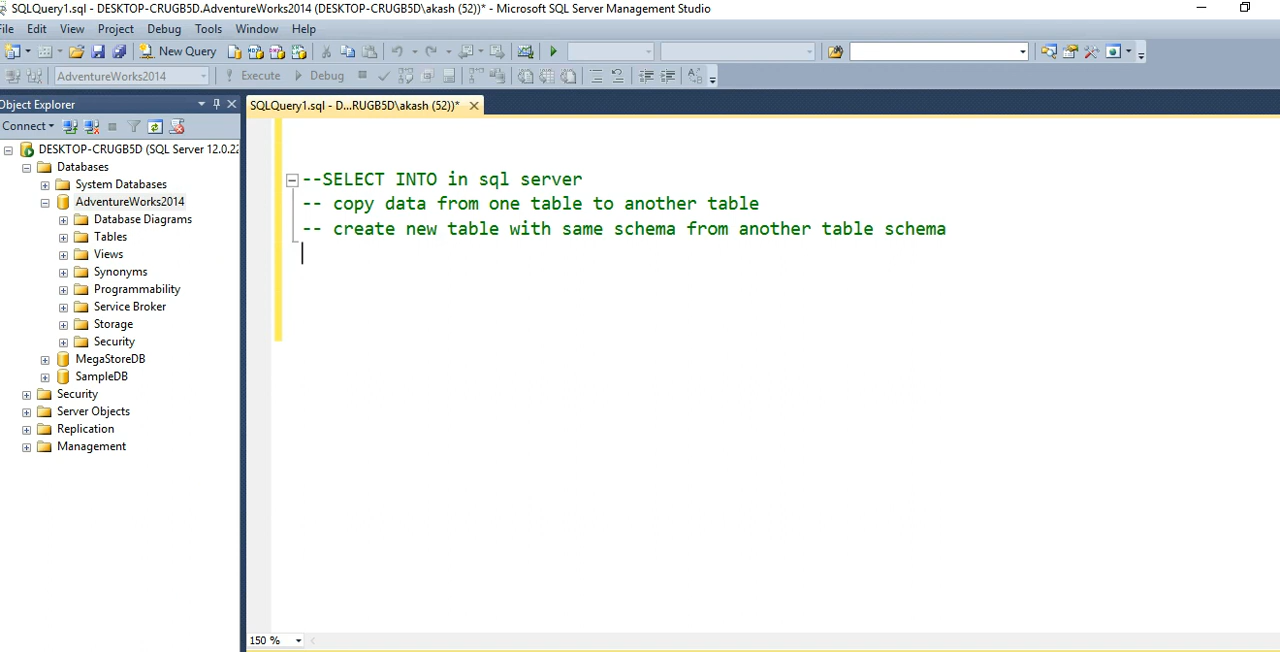 SQLQuery1.sql - DESKTOP-CRUGB5D.AdventureWorks2014 (DESKTOP-CRUGB5D\akash (52))* - Microsoft SQL Server Management Studio
File Edit View Project Debug Tools Window Help
New Query
AdventureWorks2014 Execute Debug
Object Explorer
SQLQuery1.sql - D...RUGB5D\akash (52))*
Connect
DESKTOP-CRUGB5D (SQL Server 12.0.22
Databases
System Databases
AdventureWorks2014
Database Diagrams
Tables
Views
Synonyms
Programmability
Service Broker
Storage
Security
MegaStoreDB
SampleDB
Security
Server Objects
Replication
Management
--SELECT INTO in sql server
-- copy data from one table to another table
-- create new table with same schema from another table schema
150 %